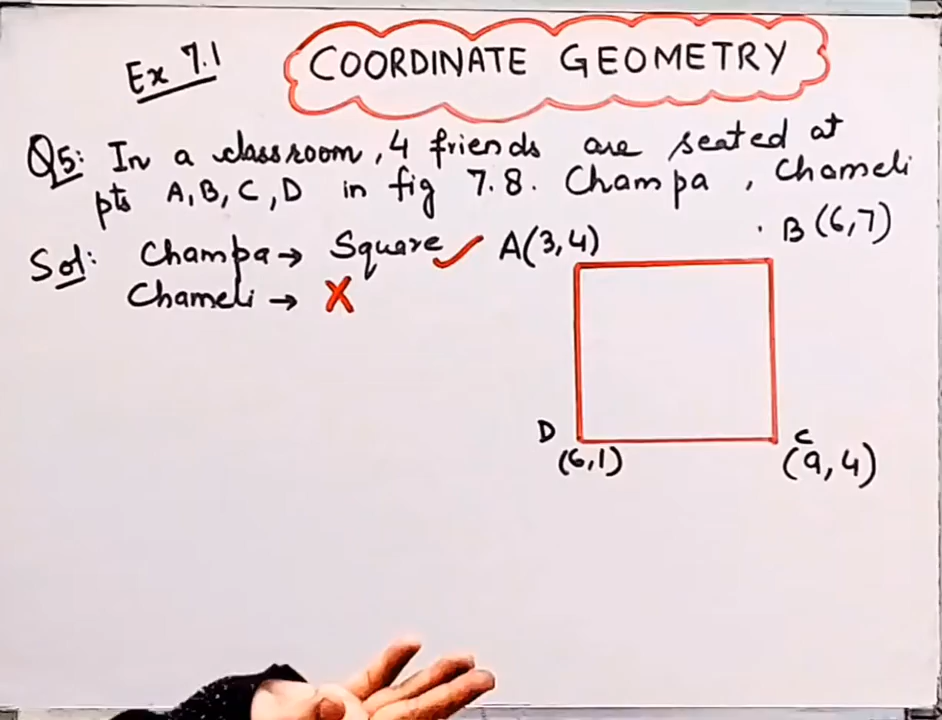 Ex 7.1
COORDINATE GEOMETRY
Q5: In a classroom, 4 friends are seated at
pts A, B, C, D in fig 7.8. Champa, Chameli
Sol: Champa → Square ✓
Chameli → X
A(3,4)
B(6,7)
D
(6,1)
C
(9,4)